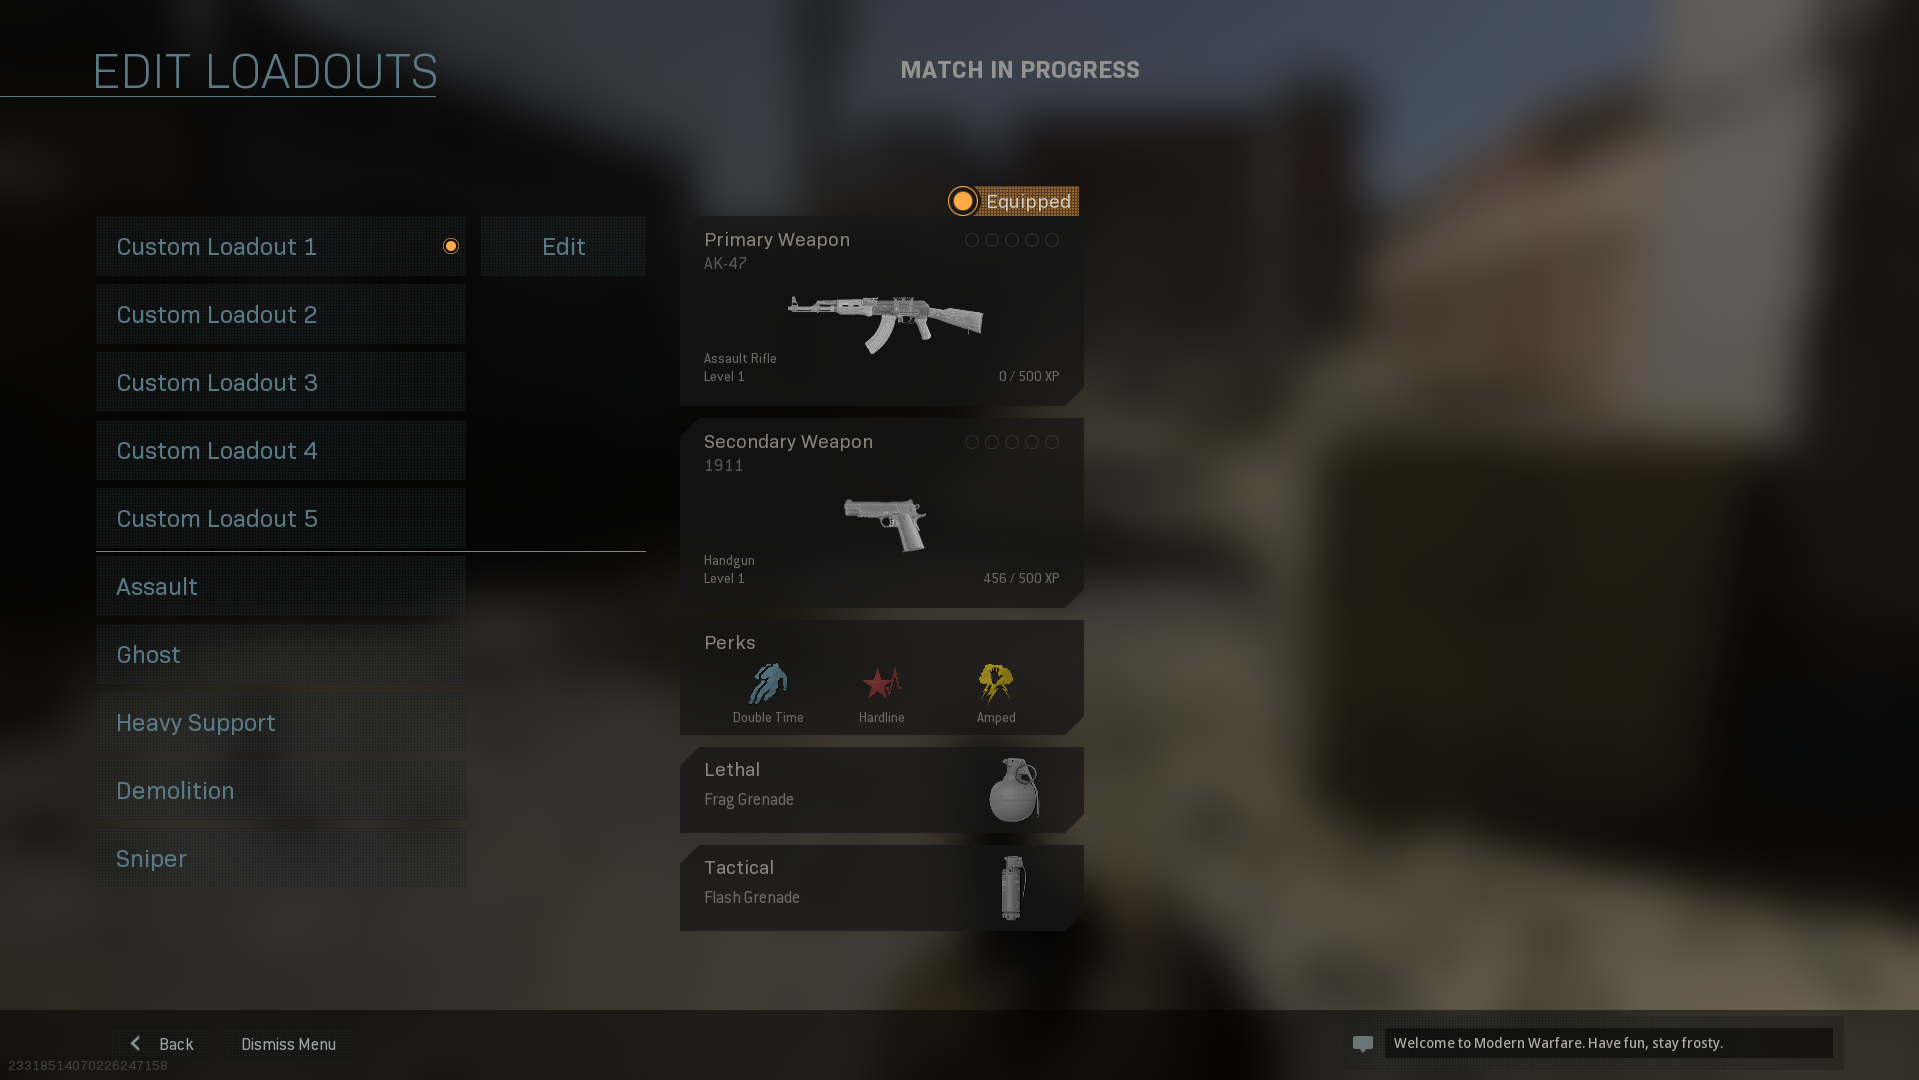 EDIT LOADOUTS
MATCH IN PROGRESS
Equipped
Custom Loadout 1
Edit
Custom Loadout 2
Custom Loadout 3
Custom Loadout 4
Custom Loadout 5
Assault
Ghost
Heavy Support
Demolition
Sniper
Primary Weapon
AK-47
Assault Rifle
Level 1
0 / 500 XP
Secondary Weapon
1911
Handgun
Level 1
456 / 500 XP
Perks
Double Time
Hardline
Amped
Lethal
Frag Grenade
Tactical
Flash Grenade
Back
Dismiss Menu
Welcome to Modern Warfare. Have fun, stay frosty.
23318514070226247158